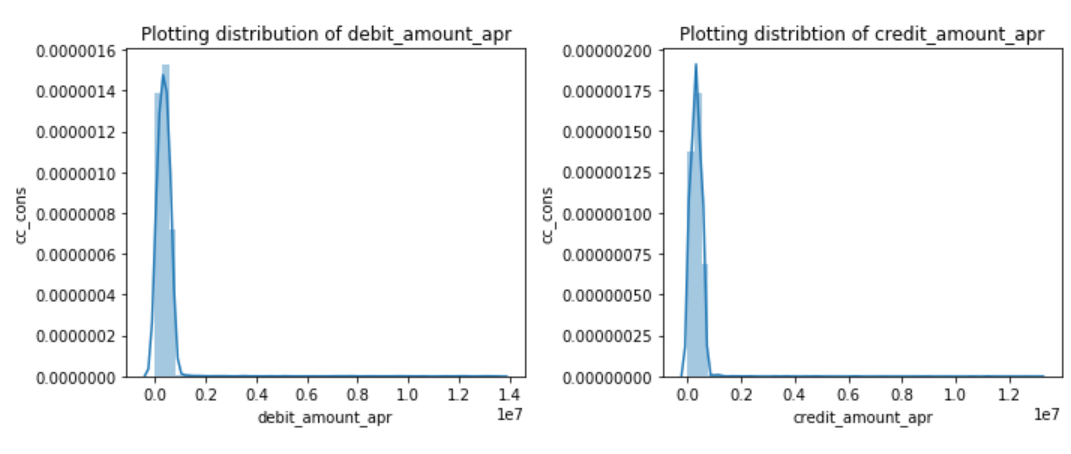 Plotting distribution of debit_amount_apr
0.0000016
0.0000014
0.0000012
0.0000010
0.0000008
0.0000006
0.0000004
0.0000002
0.0000000
cc_cons
0.0 0.2 0.4 0.6 0.8 1.0 1.2 1.4
1e7
debit_amount_apr
Plotting distribtion of credit_amount_apr
0.00000200
0.00000175
0.00000150
0.00000125
0.00000100
0.00000075
0.00000050
0.00000025
0.00000000
cc_cons
0.0 0.2 0.4 0.6 0.8 1.0 1.2
1e7
credit_amount_apr